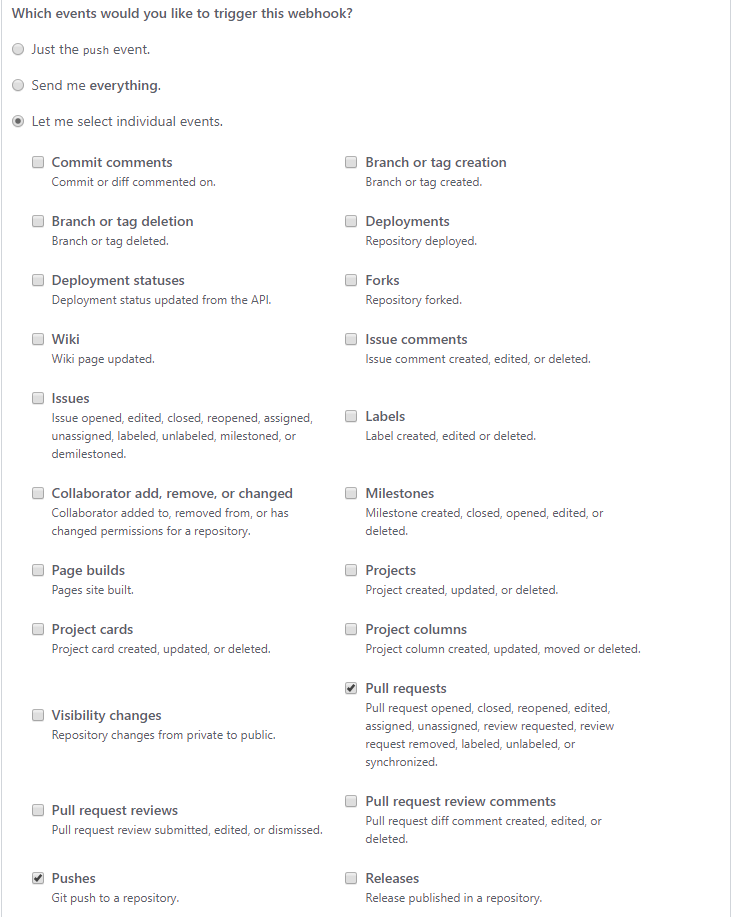 Which events would you like to trigger this webhook?
Just the push event.
Send me everything.
Let me select individual events.
Commit comments
Commit or diff commented on.
Branch or tag creation
Branch or tag created.
Branch or tag deletion
Branch or tag deleted.
Deployments
Repository deployed.
Deployment statuses
Deployment status updated from the API.
Forks
Repository forked.
Wiki
Wiki page updated.
Issue comments
Issue comment created, edited, or deleted.
Issues
Issue opened, edited, closed, reopened, assigned,
unassigned, labeled, unlabeled, milestoned, or
demilestoned.
Labels
Label created, edited or deleted.
Collaborator add, remove, or changed
Collaborator added to, removed from, or has
changed permissions for a repository.
Milestones
Milestone created, closed, opened, edited, or
deleted.
Page builds
Pages site built.
Projects
Project created, updated, or deleted.
Project cards
Project card created, updated, or deleted.
Project columns
Project column created, updated, moved or deleted.
Visibility changes
Repository changes from private to public.
Pull requests
Pull request opened, closed, reopened, edited,
assigned, unassigned, review requested, review
request removed, labeled, unlabeled, or
synchronized.
Pull request reviews
Pull request review submitted, edited, or dismissed.
Pull request review comments
Pull request diff comment created, edited, or
deleted.
Pushes
Git push to a repository.
Releases
Release published in a repository.